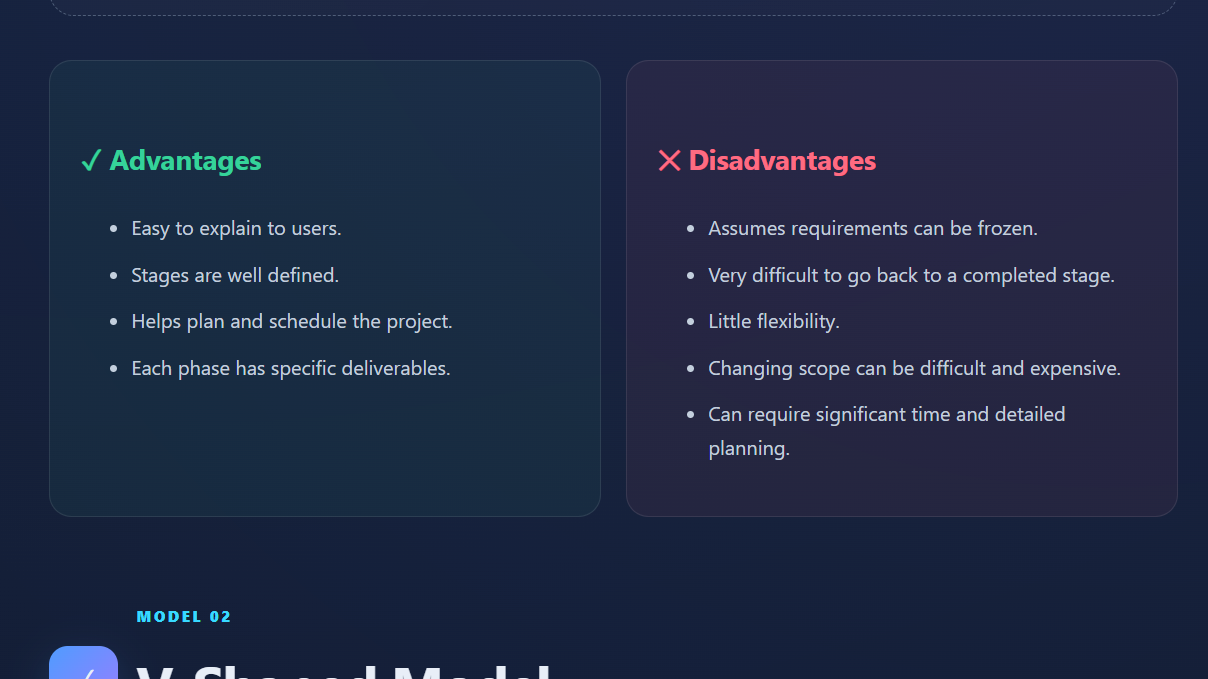 ✓ Advantages
Easy to explain to users.
Stages are well defined.
Helps plan and schedule the project.
Each phase has specific deliverables.
✕ Disadvantages
Assumes requirements can be frozen.
Very difficult to go back to a completed stage.
Little flexibility.
Changing scope can be difficult and expensive.
Can require significant time and detailed
planning.
MODEL 02
V-Shaped Model